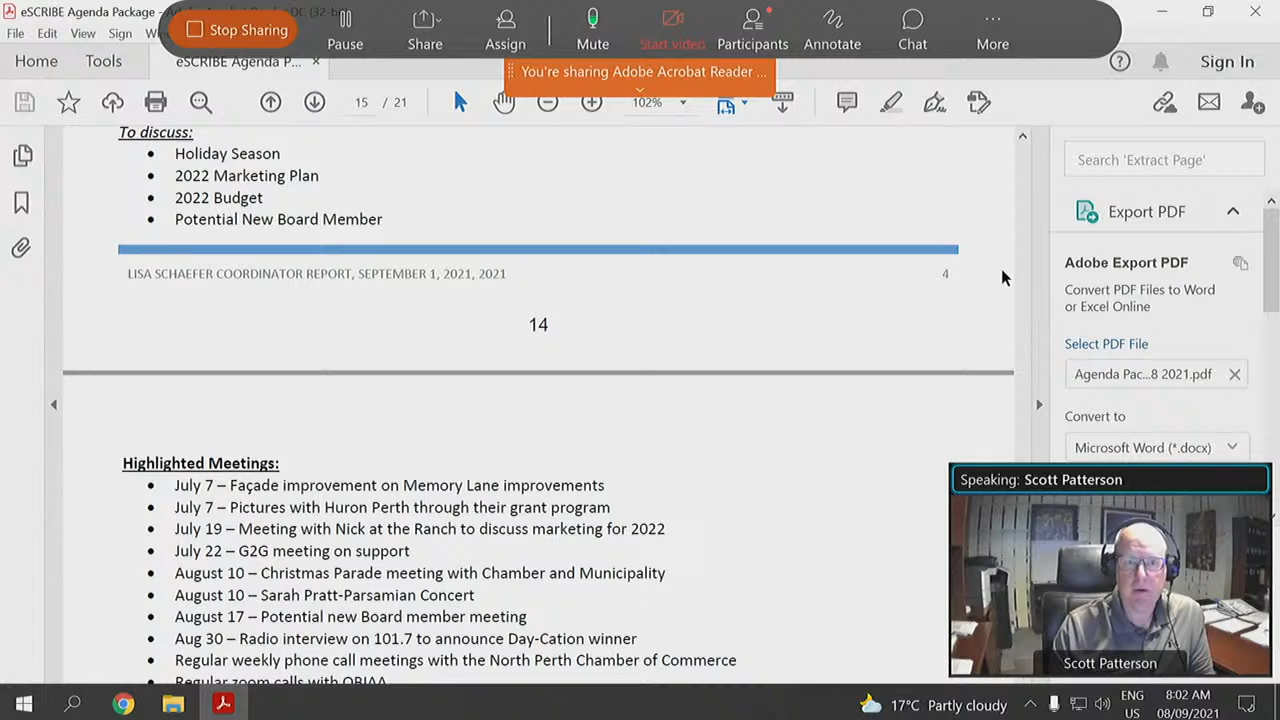 eSCRIBE Agenda Package - Ado
Stop Sharing
Pause
Share
Assign
Mute
Start video
Participants
Annotate
Chat
More
File Edit View Sign
You're sharing Adobe Acrobat Reader ...
Home Tools eSCRIBE Agenda P... ×
Sign In
15 / 21
102%
To discuss:
• Holiday Season
• 2022 Marketing Plan
• 2022 Budget
• Potential New Board Member
LISA SCHAEFER COORDINATOR REPORT, SEPTEMBER 1, 2021, 2021 4
14
Highlighted Meetings:
• July 7 – Façade improvement on Memory Lane improvements
• July 7 – Pictures with Huron Perth through their grant program
• July 19 – Meeting with Nick at the Ranch to discuss marketing for 2022
• July 22 – G2G meeting on support
• August 10 – Christmas Parade meeting with Chamber and Municipality
• August 10 – Sarah Pratt-Parsamian Concert
• August 17 – Potential new Board member meeting
• Aug 30 – Radio interview on 101.7 to announce Day-Cation winner
• Regular weekly phone call meetings with the North Perth Chamber of Commerce
• Regular zoom calls with OBIAA
Search 'Extract Page'
Export PDF
Adobe Export PDF
Convert PDF Files to Word
or Excel Online
Select PDF File
Agenda Pac...8 2021.pdf
Convert to
Microsoft Word (*.docx)
Speaking: Scott Patterson
Scott Patterson
17°C Partly cloudy
ENG
US
8:02 AM
08/09/2021